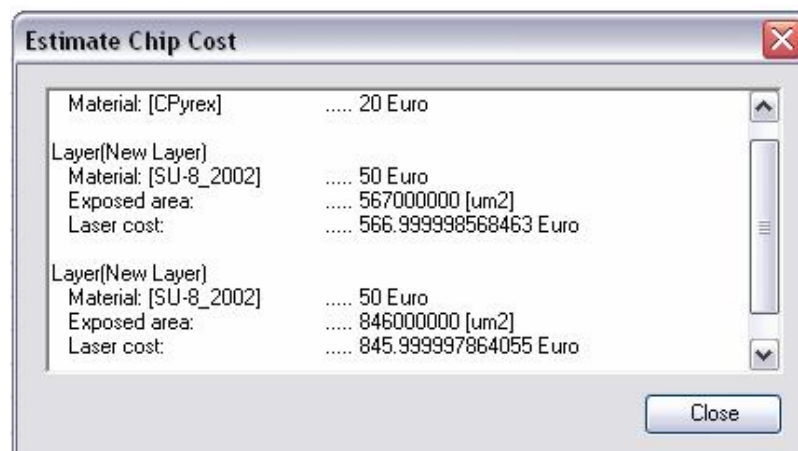 Estimate Chip Cost
Material: [CPyrex] ..... 20 Euro
Layer(New Layer)
Material: [SU-8_2002] ..... 50 Euro
Exposed area: ..... 567000000 [um2]
Laser cost: ..... 566.999998568463 Euro
Layer(New Layer)
Material: [SU-8_2002] ..... 50 Euro
Exposed area: ..... 846000000 [um2]
Laser cost: ..... 845.999997864055 Euro
Close